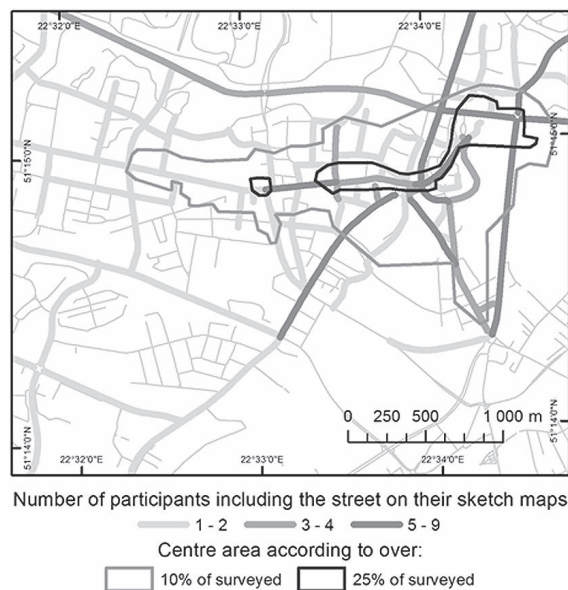 22°32'0"E 22°33'0"E 22°34'0"E
51°15'0"N 51°15'0"N
0 250 500 1 000 m
51°14'0"N 51°14'0"N
22°32'0"E 22°33'0"E 22°34'0"E
Number of participants including the street on their sketch maps
1 - 2 3 - 4 5 - 9
Centre area according to over:
10% of surveyed 25% of surveyed